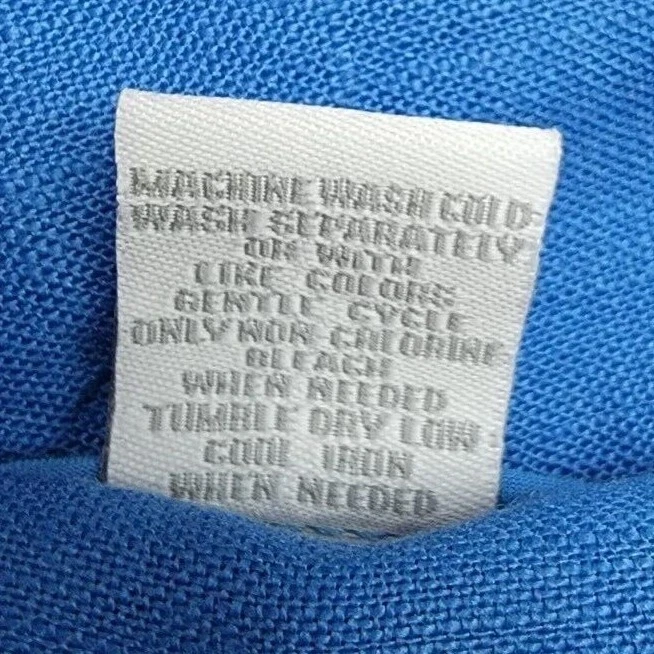 MACHINE WASH COLD
WASH SEPARATELY
OR WITH
LIKE COLORS
GENTLE CYCLE
ONLY NON CHLORINE
BLEACH
WHEN NEEDED
TUMBLE DRY LOW
COOL IRON
WHEN NEEDED